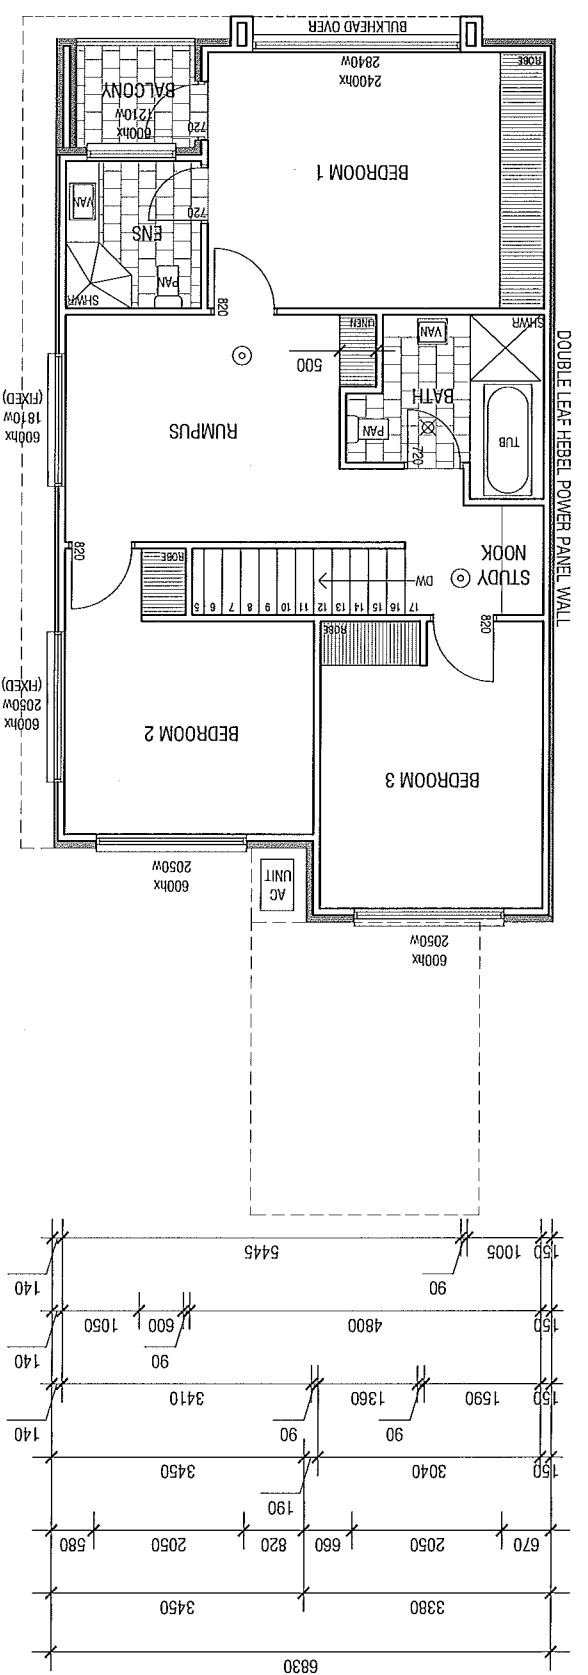 6830
3380 3450
670 2050 660 820 2050 580
190
150 3040 3450
90 90 140
150 1590 1360 3410
90 140
150 4800 600 1050
90 140
150 1005 5445
600hx
2050w
AC
UNIT
600hx
2050w
BEDROOM 3
BEDROOM 2
600hx
2050w
(FIXED)
820
ROBE
DW
17 16 15 14 13 12 11 10 9 8 7 6 5
STUDY
NOOK
ROBE
820
DOUBLE LEAF HEBEL POWER PANEL WALL
TUB
720
PAN
BATH
RUMPUS
600hx
1810w
(FIXED)
500
SHWR
VAN
LINEN
820
SHWR
PAN
ENS
VAN
720
BEDROOM 1
720
600hx
1210w
BALCONY
ROBE
2400hx
2840w
BULKHEAD OVER